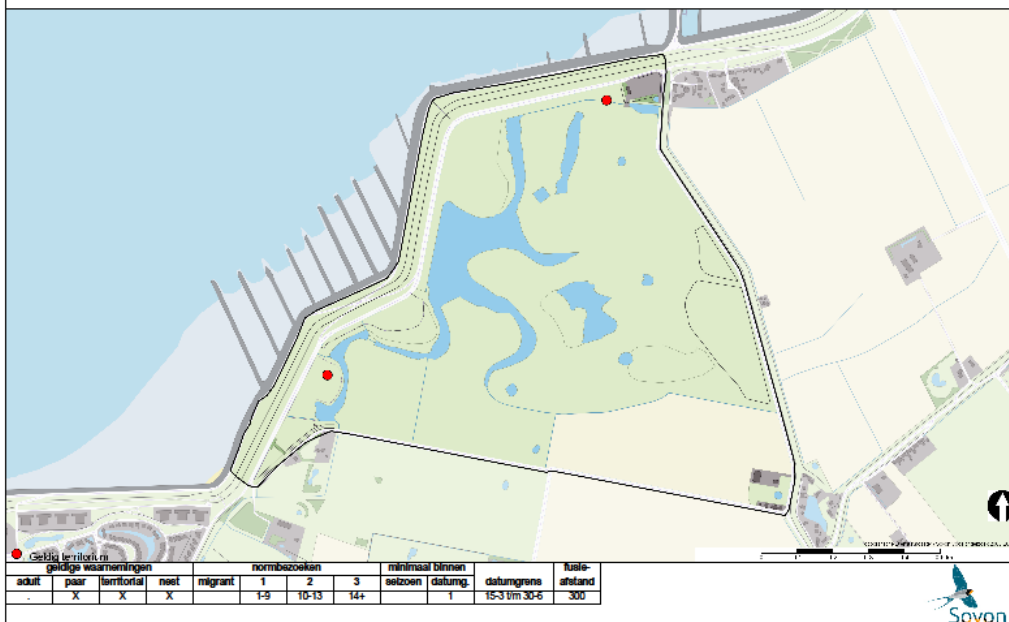 Geldig territorium
geldige waarnemingen normbezoeken minimaal binnen fusie-
adult paar territorial nest migrant 1 2 3 seizoen datumg. datumgrens afstand
. X X X 1-9 10-13 14+ 1 15-3 t/m 30-6 300
Sovon